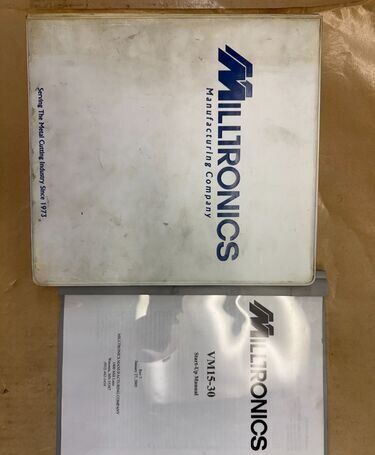 MILLTRONICS
Manufacturing Company
Serving The Metal Cutting Industry Since 1973
MILLTRONICS
VM15-30
Start-Up Manual
MILLTRONICS MANUFACTURING COMPANY